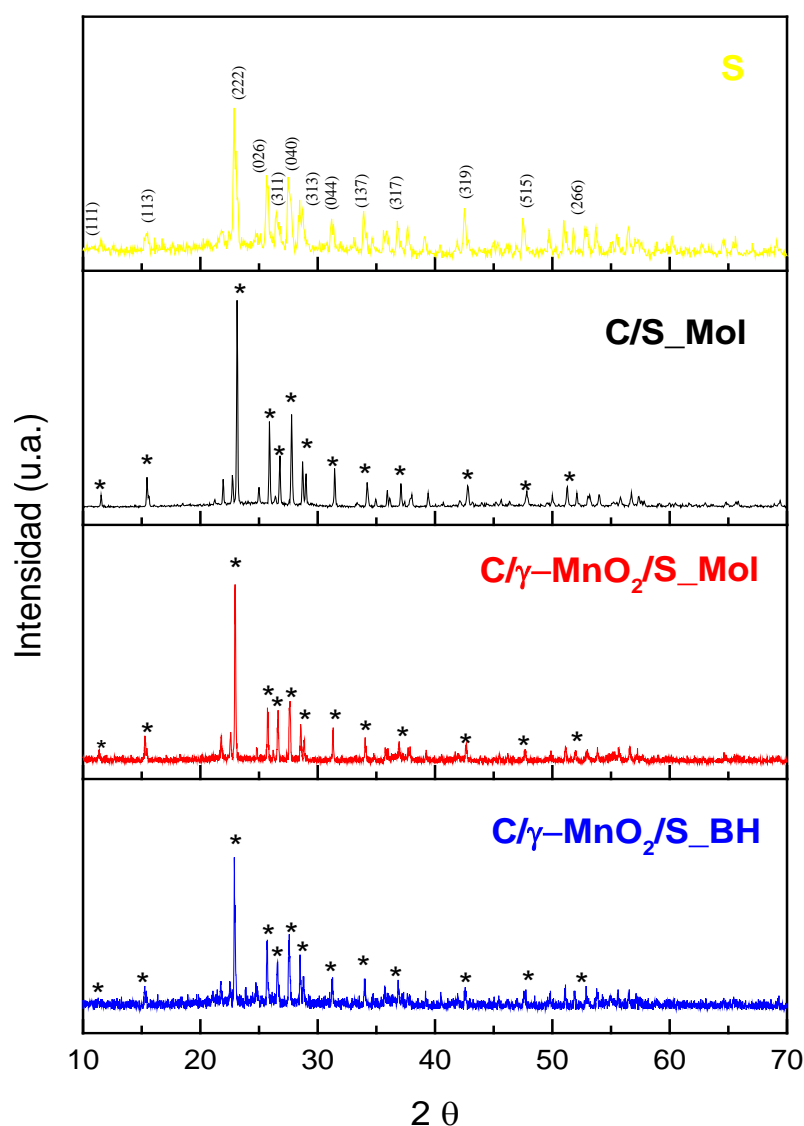 S
(111)
(113)
(222)
(026)
(311)
(040)
(313)
(044)
(137)
(317)
(319)
(515)
(266)
C/S_Mol
* * * * * * * * * * * * *
C/γ–MnO₂/S_Mol
* * * * * * * * * * * * *
C/γ–MnO₂/S_BH
* * * * * * * * * * * * *
Intensidad (u.a.)
10 20 30 40 50 60 70
2 θ